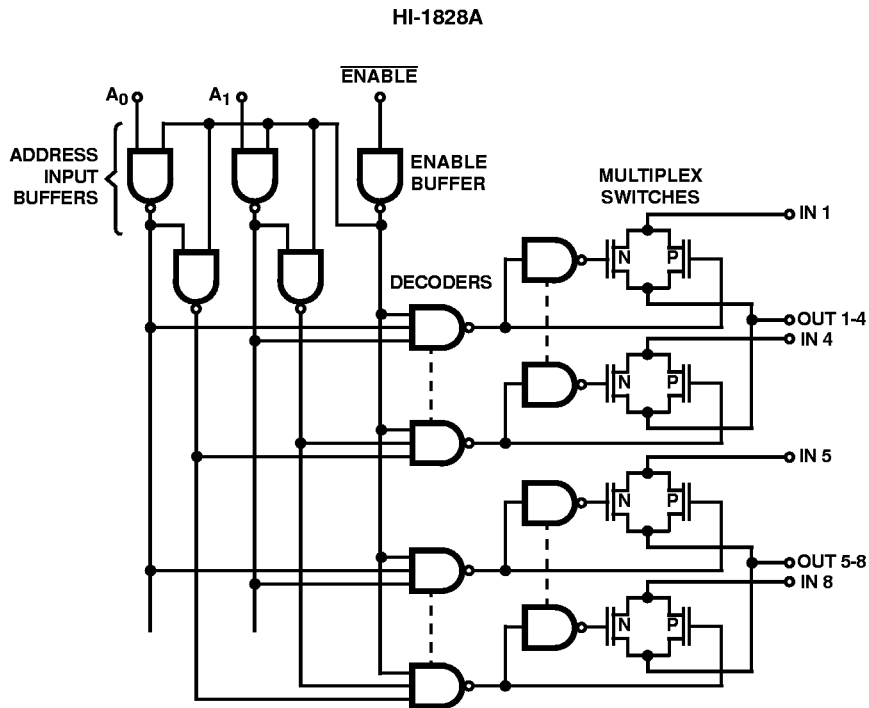 HI-1828A
ENABLE
A0
A1
ADDRESS
INPUT
BUFFERS
ENABLE
BUFFER
MULTIPLEX
SWITCHES
IN 1
N
P
DECODERS
OUT 1-4
IN 4
N
P
IN 5
N
P
OUT 5-8
IN 8
N
P